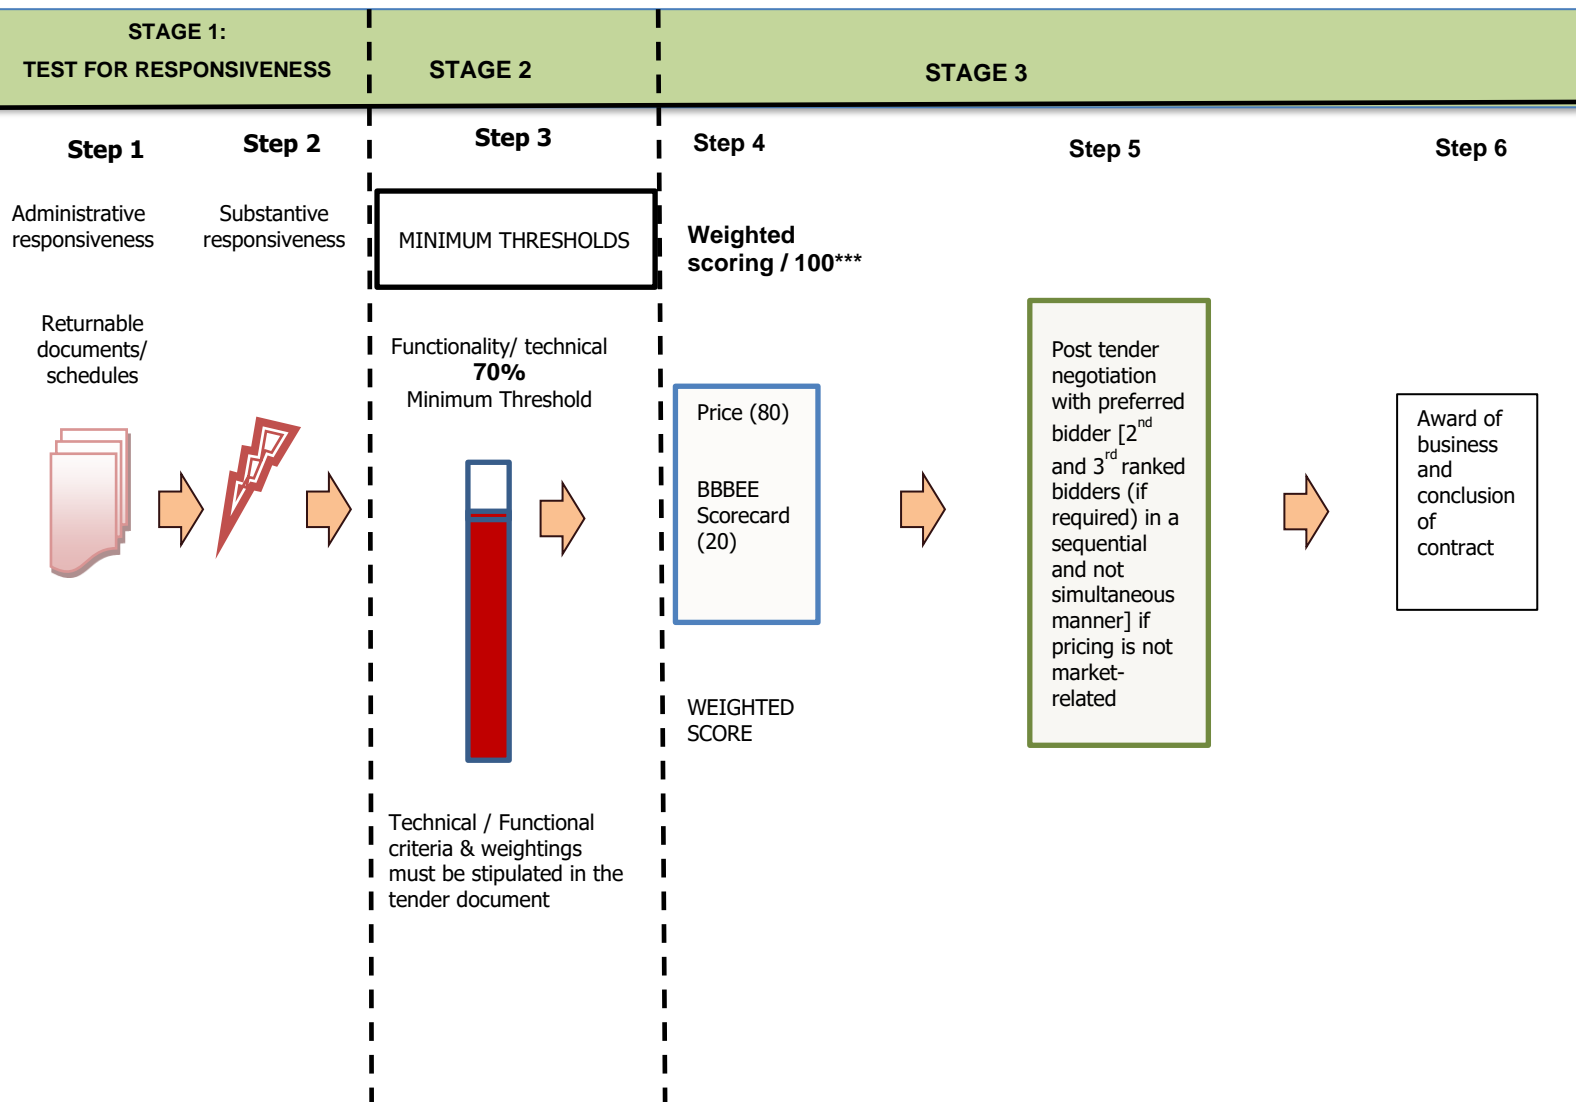 STAGE 1:
TEST FOR RESPONSIVENESS
STAGE 2
STAGE 3
Step 1
Step 2
Step 3
Step 4
Step 5
Step 6
Administrative
responsiveness
Substantive
responsiveness
MINIMUM THRESHOLDS
Weighted
scoring / 100***
Returnable
documents/
schedules
Functionality/ technical
70%
Minimum Threshold
Price (80)
BBBEE
Scorecard
(20)
Post tender
negotiation
with preferred
bidder [2nd
and 3rd ranked
bidders (if
required) in a
sequential
and not
simultaneous
manner] if
pricing is not
market-
related
Award of
business
and
conclusion
of
contract
WEIGHTED
SCORE
Technical / Functional
criteria & weightings
must be stipulated in the
tender document